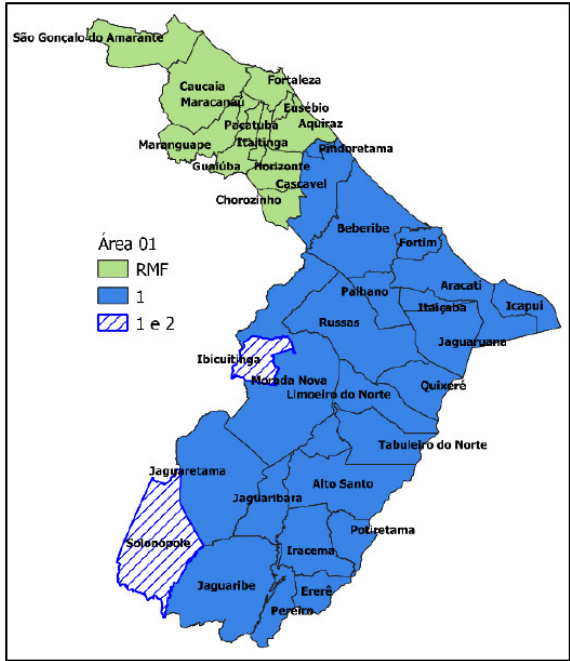 São Gonçalo do Amarante
Fortaleza
Caucaia
Maracanaú
Eusébio
Pacatuba
Aquiraz
Maranguape
Itaitinga
Pindoretama
Guaiúba
Horizonte
Cascavel
Chorozinho
Beberibe
Fortim
Área 01
RMF
1
1 e 2
Palhano
Aracati
Itaiçaba
Icapuí
Russas
Jaguaruana
Ibicuitinga
Morada Nova
Limoeiro do Norte
Quixeré
Tabuleiro do Norte
Jaguaretama
Jaguaribara
Alto Santo
Potiretama
Solonópole
Iracema
Jaguaribe
Ererê
Pereiro